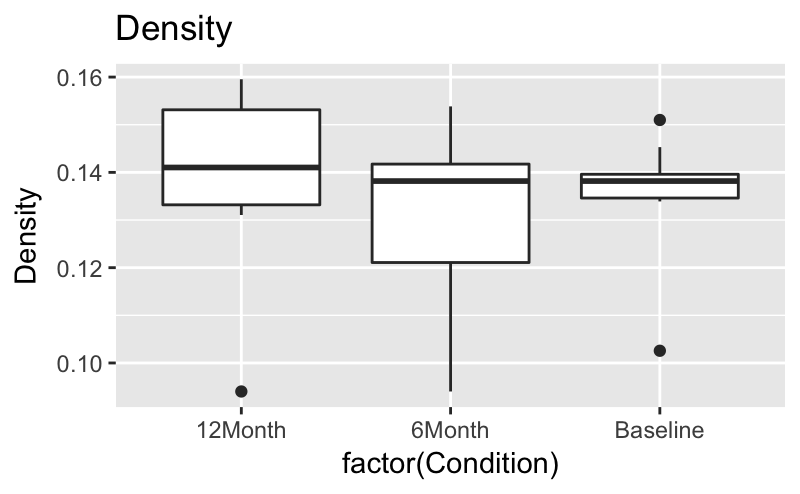 Density
0.16
0.14
0.12
0.10
Density
12Month 6Month Baseline
factor(Condition)